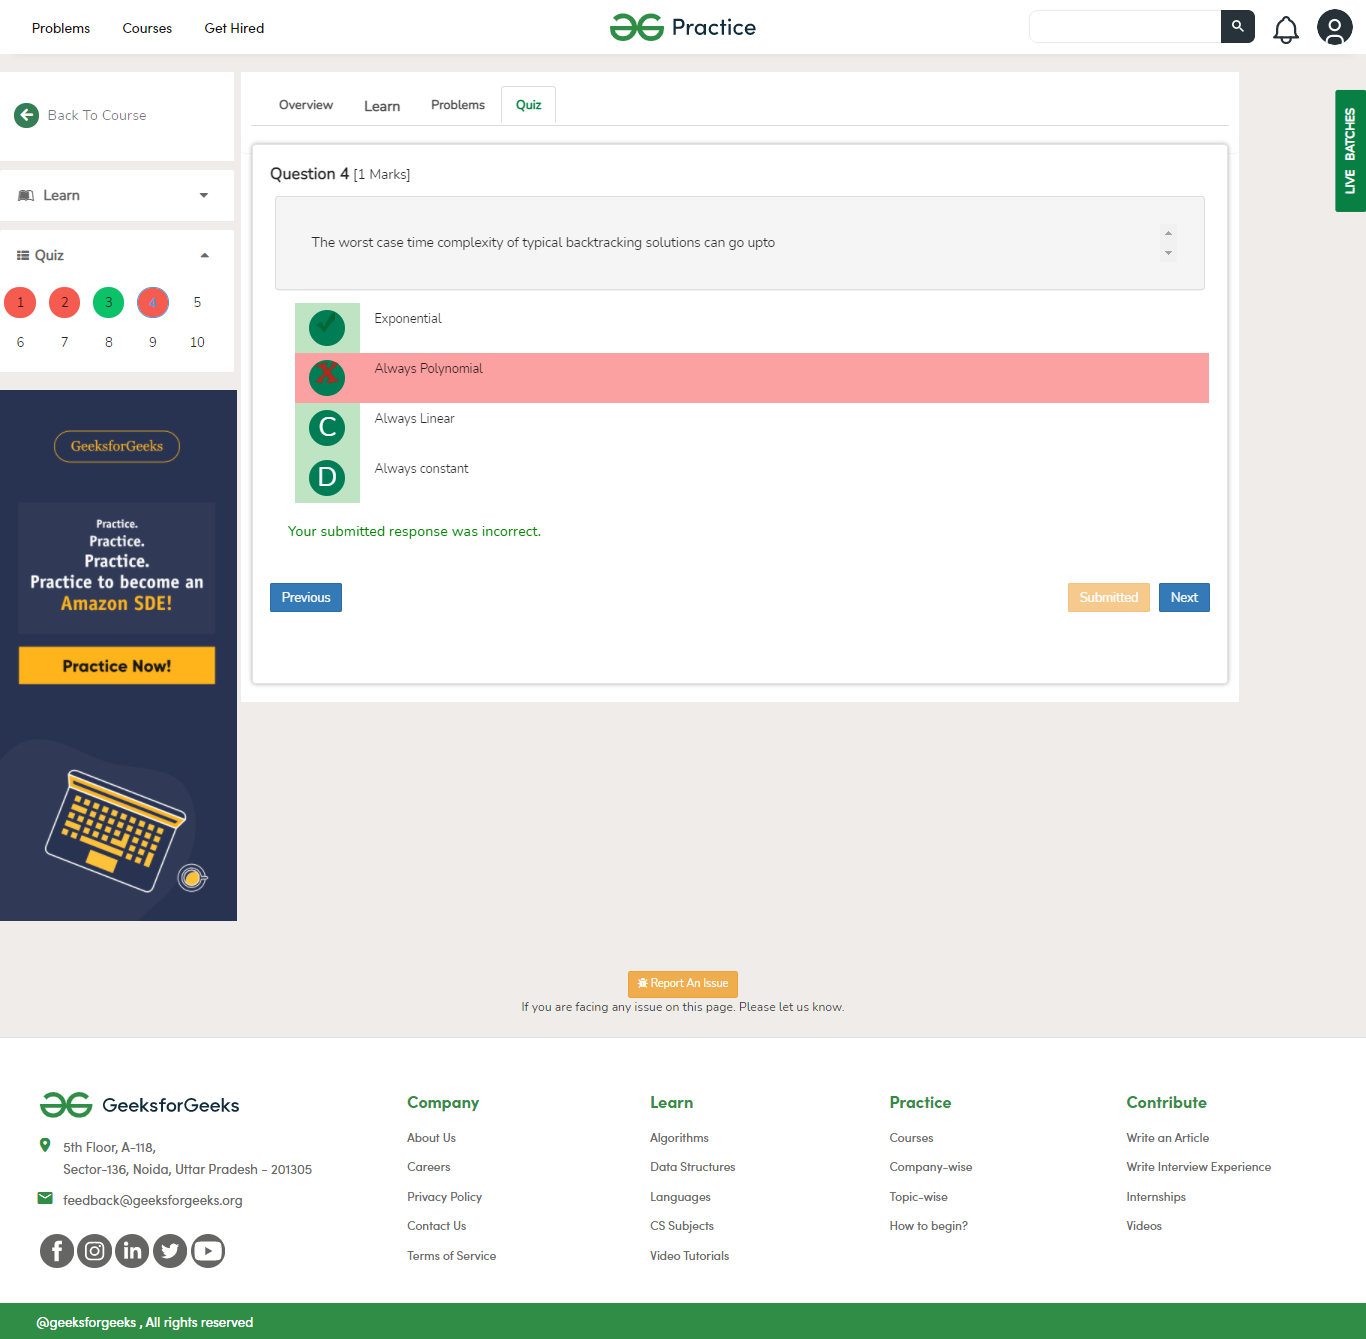 Problems
Courses
Get Hired
Practice
LIVE BATCHES
Back To Course
Learn
Quiz
1 2 3 4 5
6 7 8 9 10
GeeksforGeeks
Practice.
Practice.
Practice.
Practice to become an
Amazon SDE!
Practice Now!
Overview
Learn
Problems
Quiz
Question 4 [1 Marks]
The worst case time complexity of typical backtracking solutions can go upto
Exponential
X Always Polynomial
C Always Linear
D Always constant
Your submitted response was incorrect.
Previous
Submitted
Next
Report An Issue
If you are facing any issue on this page. Please let us know.
GeeksforGeeks
5th Floor, A-118,
Sector-136, Noida, Uttar Pradesh - 201305
feedback@geeksforgeeks.org
Company
About Us
Careers
Privacy Policy
Contact Us
Terms of Service
Learn
Algorithms
Data Structures
Languages
CS Subjects
Video Tutorials
Practice
Courses
Company-wise
Topic-wise
How to begin?
Contribute
Write an Article
Write Interview Experience
Internships
Videos
@geeksforgeeks , All rights reserved